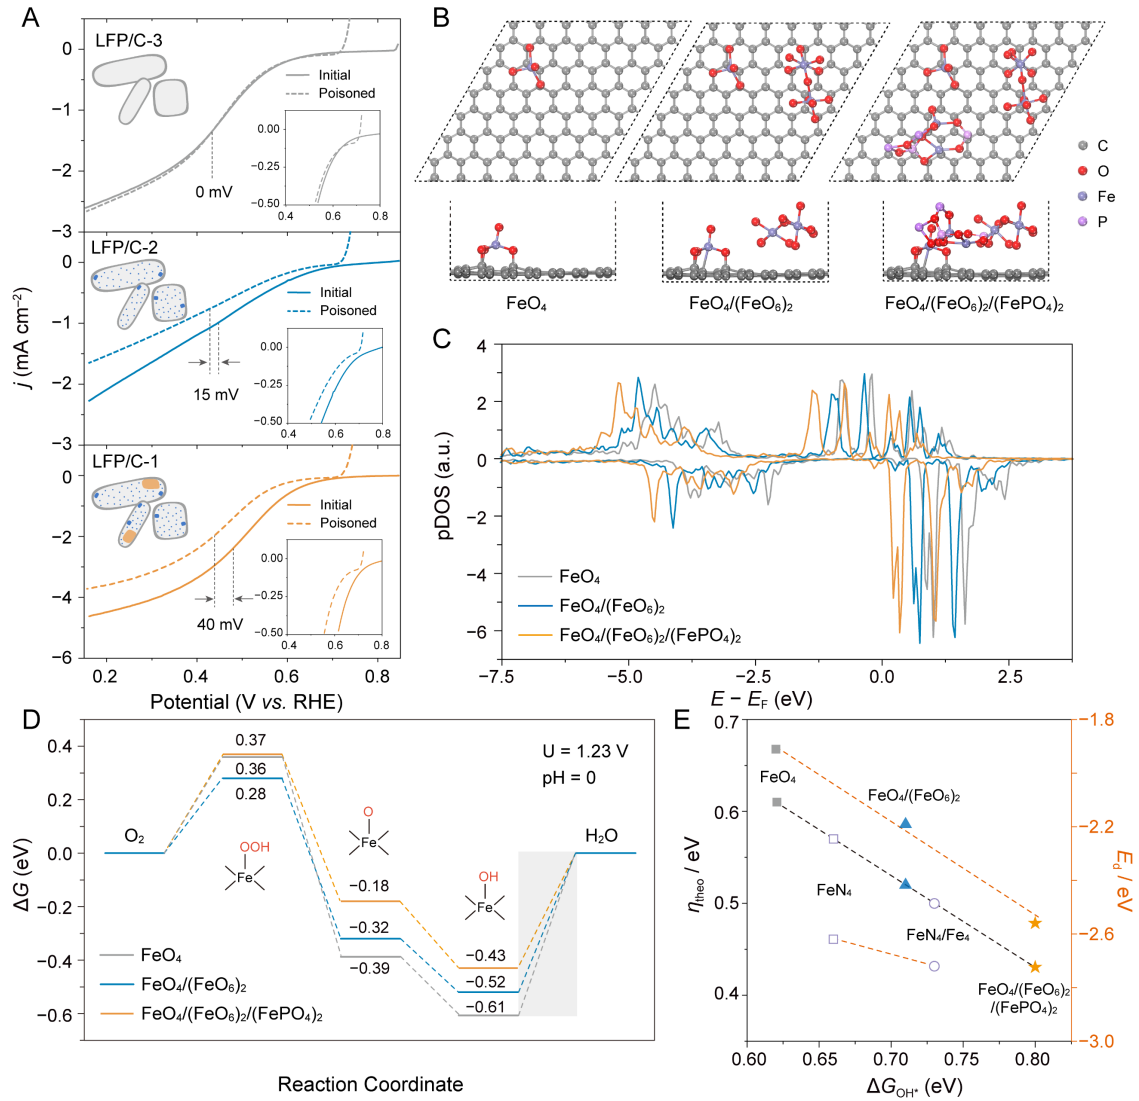 A
LFP/C-3
0
−1
−2
−3
Initial
Poisoned
0 mV
0.00
−0.25
−0.50
0.4 0.6 0.8
LFP/C-2
0
−1
−2
−3
Initial
Poisoned
15 mV
0.00
−0.25
−0.50
0.4 0.6 0.8
LFP/C-1
0
−2
−4
−6
Initial
Poisoned
40 mV
0.00
−0.25
−0.50
0.4 0.6 0.8
0.2 0.4 0.6 0.8
j (mA cm⁻²)
Potential (V vs. RHE)
B
C
O
Fe
P
FeO₄
FeO₄/(FeO₆)₂
FeO₄/(FeO₆)₂/(FePO₄)₂
C
4
2
0
−2
−4
−6
pDOS (a.u.)
FeO₄
FeO₄/(FeO₆)₂
FeO₄/(FeO₆)₂/(FePO₄)₂
−7.5 −5.0 −2.5 0.0 2.5
E − E_F (eV)
D
0.4
0.2
0.0
−0.2
−0.4
−0.6
ΔG (eV)
0.37
0.36
0.28
U = 1.23 V
pH = 0
O₂
OOH
Fe
O
Fe
OH
Fe
H₂O
−0.18
−0.32
−0.39
−0.43
−0.52
−0.61
FeO₄
FeO₄/(FeO₆)₂
FeO₄/(FeO₆)₂/(FePO₄)₂
Reaction Coordinate
E
0.7
0.6
0.5
0.4
η_theo / eV
−1.8
−2.2
−2.6
−3.0
E_d / eV
FeO₄
FeO₄/(FeO₆)₂
FeN₄
FeN₄/Fe₄
FeO₄/(FeO₆)₂
/(FePO₄)₂
0.60 0.65 0.70 0.75 0.80
ΔG_OH* (eV)